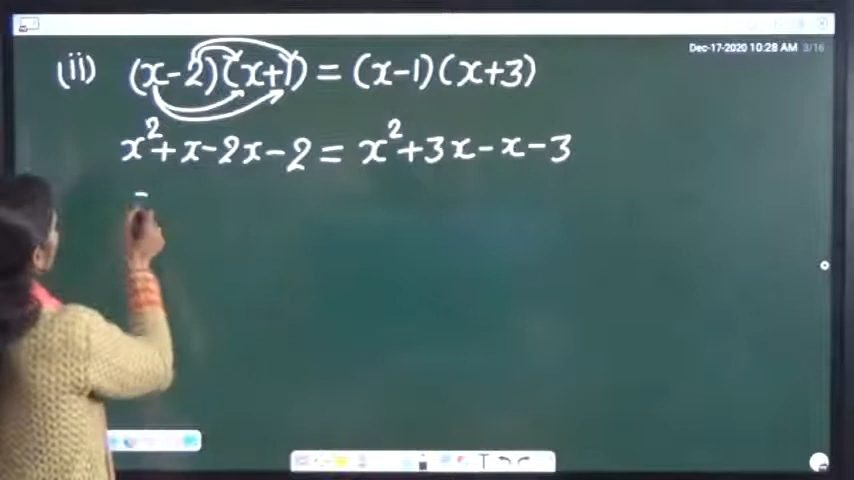 Dec-17-2020 10:28 AM 3/16
(ii) (x-2)(x+1) = (x-1)(x+3)
x²+x-2x-2 = x²+3x-x-3
-